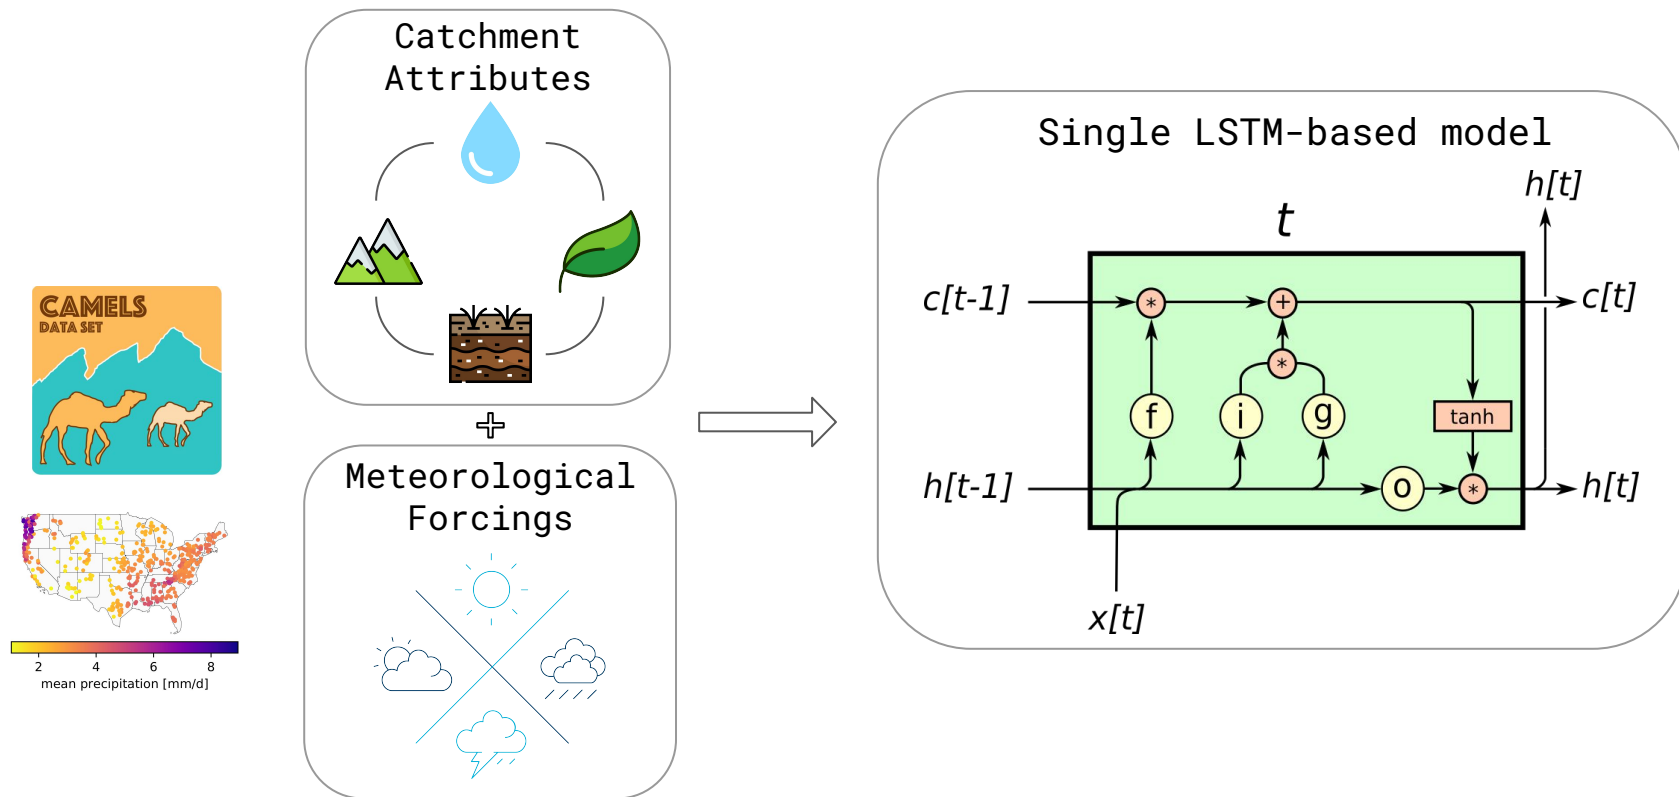 Catchment
Attributes
CAMELS
DATA SET
+
Meteorological
Forcings
2 4 6 8
mean precipitation [mm/d]
Single LSTM-based model
h[t]
t
c[t-1]
*
+
c[t]
*
f
i
g
tanh
h[t-1]
o
*
h[t]
x[t]